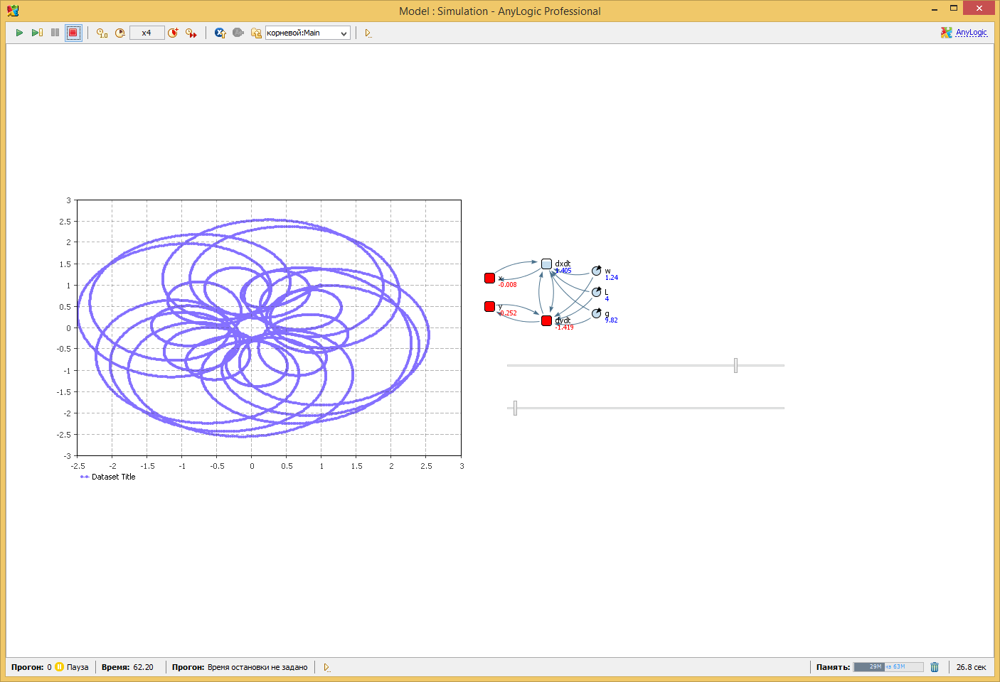 Model : Simulation - AnyLogic Professional
1.0 x4 корневой:Main AnyLogic
3
2.5
2
1.5
1
0.5
0
-0.5
-1
-1.5
-2
-2.5
-3
-2.5 -2 -1.5 -1 -0.5 0 0.5 1 1.5 2 2.5 3
Dataset Title
dxdt
1.405
x
-0.008
w
1.24
L
4
y
-0.252
g
9.82
dydt
-1.419
Прогон: 0 Пауза Время: 62.20 Прогон: Время остановки не задано Память: 29M из 63M 26.8 сек